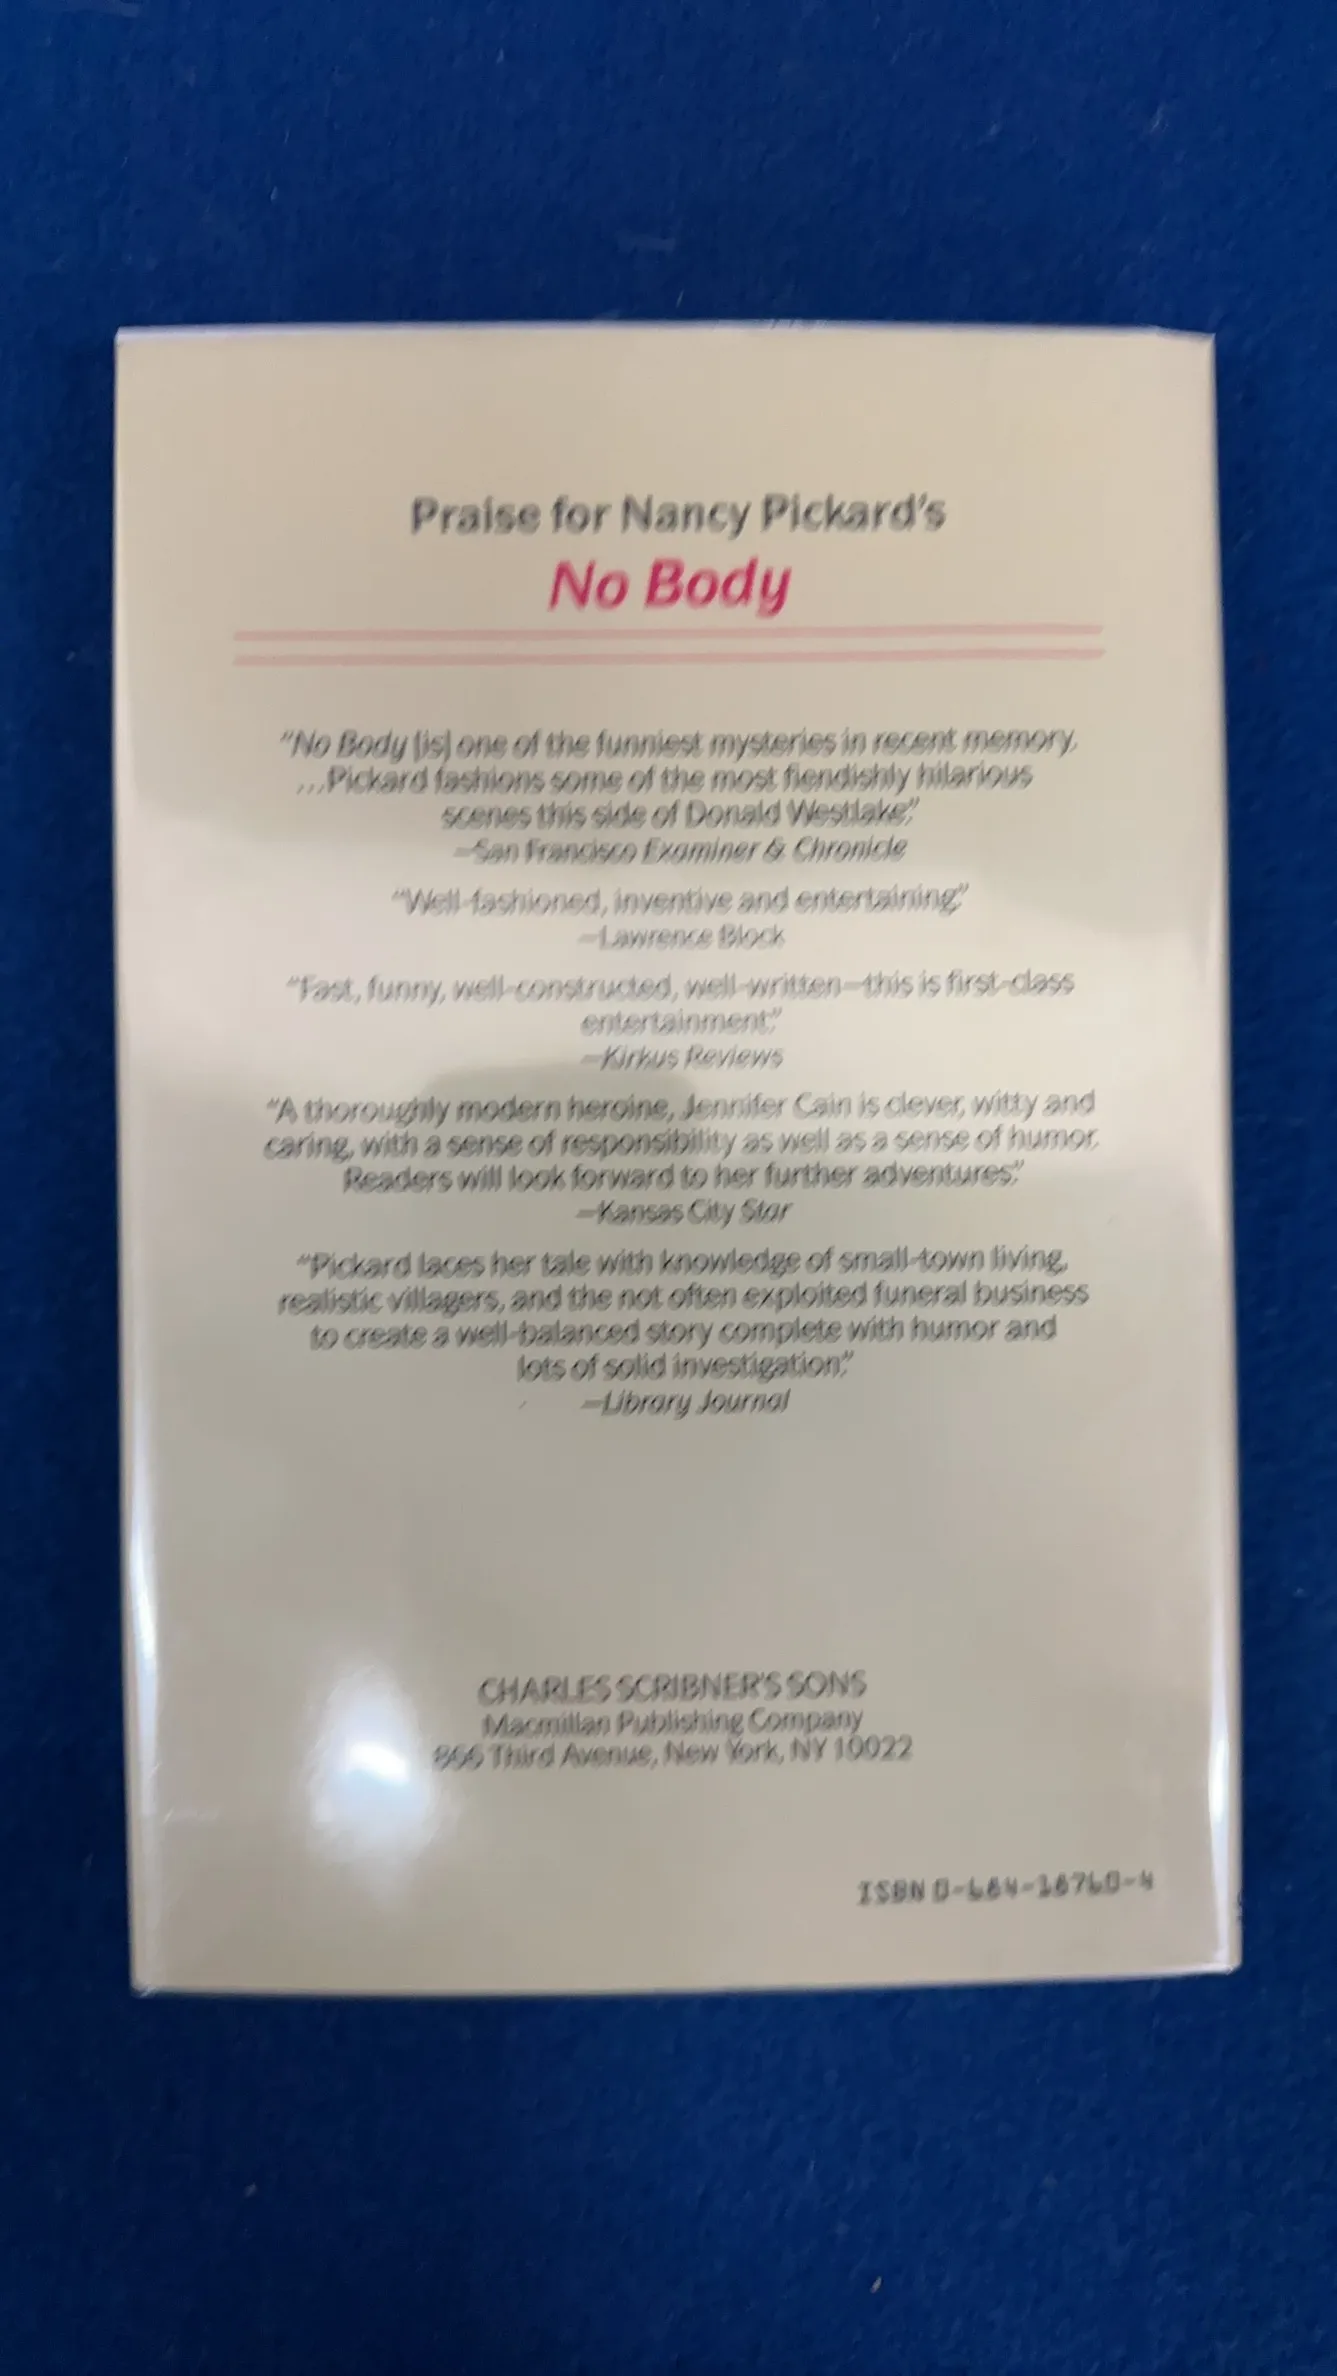 Praise for Nancy Pickard's
No Body
"No Body [is] one of the funniest mysteries in recent memory.
...Pickard fashions some of the most fiendishly hilarious
scenes this side of Donald Westlake."
—San Francisco Examiner & Chronicle
"Well-fashioned, inventive and entertaining."
—Lawrence Block
"Fast, funny, well-constructed, well-written—this is first-class
entertainment."
—Kirkus Reviews
"A thoroughly modern heroine, Jennifer Cain is clever, witty and
caring, with a sense of responsibility as well as a sense of humor.
Readers will look forward to her further adventures."
—Kansas City Star
"Pickard laces her tale with knowledge of small-town living,
realistic villagers, and the not often exploited funeral business
to create a well-balanced story complete with humor and
lots of solid investigation."
—Library Journal
CHARLES SCRIBNER'S SONS
Macmillan Publishing Company
866 Third Avenue, New York, NY 10022
ISBN 0-684-18760-4